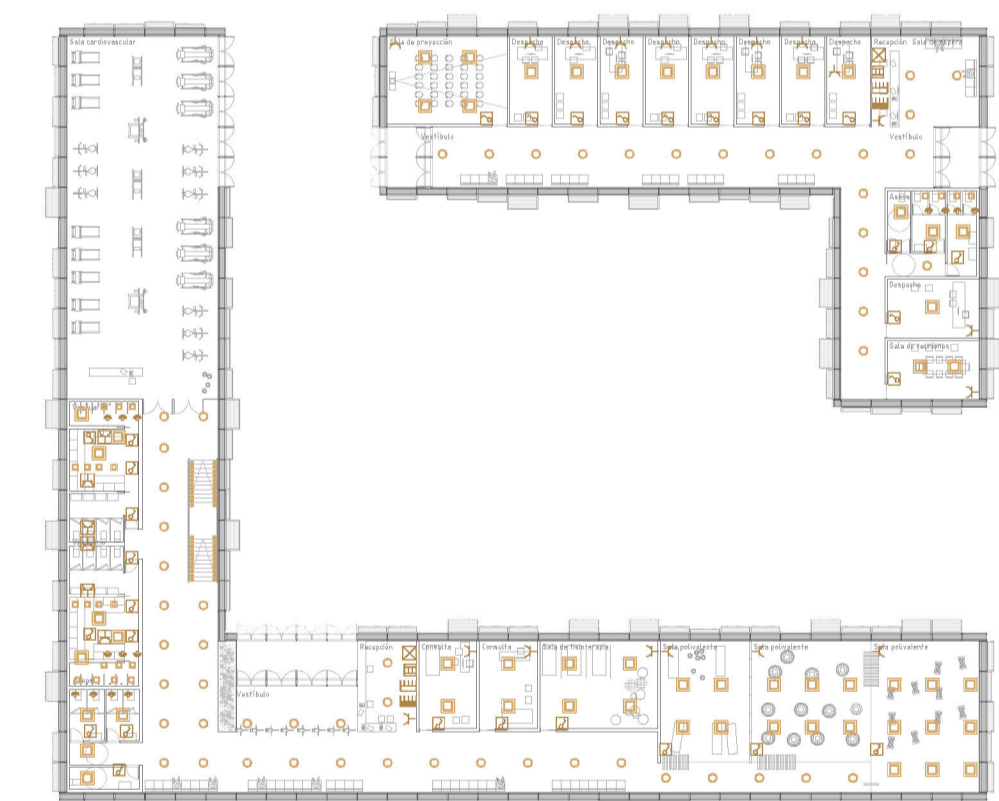 Sala cardiovascular
Sala de proyección
Despacho
Despacho
Despacho
Despacho
Despacho
Despacho
Despacho
Despacho
Recepción
Sala de espera
Vestíbulo
Vestíbulo
Despacho
Sala de reuniones
Recepción
Consulta
Consulta
Sala de fisioterapia
Sala polivalente
Sala polivalente
Sala polivalente
Vestíbulo